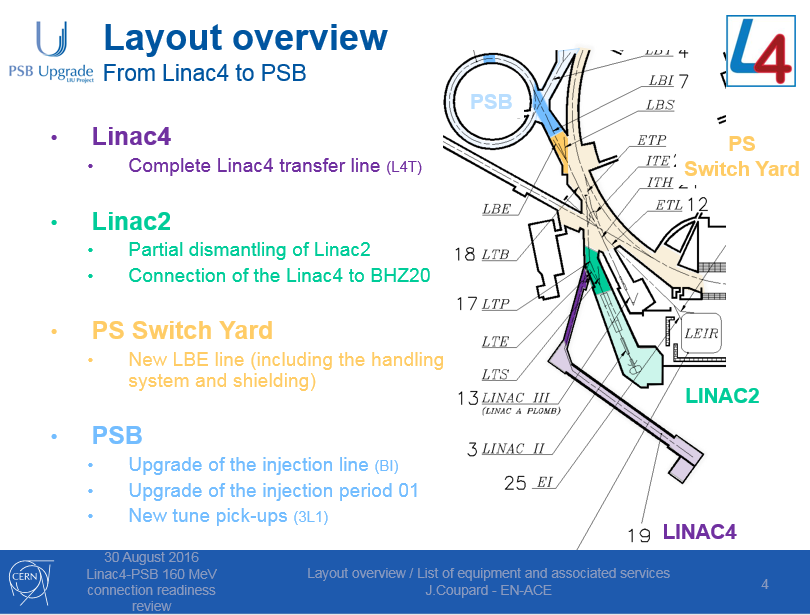 PSB Upgrade
LIU Project
Layout overview
From Linac4 to PSB
L4
• Linac4
• Complete Linac4 transfer line (L4T)
• Linac2
• Partial dismantling of Linac2
• Connection of the Linac4 to BHZ20
• PS Switch Yard
• New LBE line (including the handling
system and shielding)
• PSB
• Upgrade of the injection line (BI)
• Upgrade of the injection period 01
• New tune pick-ups (3L1)
PSB
LBI 7
LBS
PS
Switch Yard
ETP
ITE
ITH
ETL 12
LBE
18 LTB
17 LTP
LTE
LTS
13 LINAC III
(LINAC A PLOMB)
3 LINAC II
25 EI
19
LEIR
LINAC2
LINAC4
CERN
30 August 2016
Linac4-PSB 160 MeV
connection readiness
review
Layout overview / List of equipment and associated services
J.Coupard - EN-ACE
4